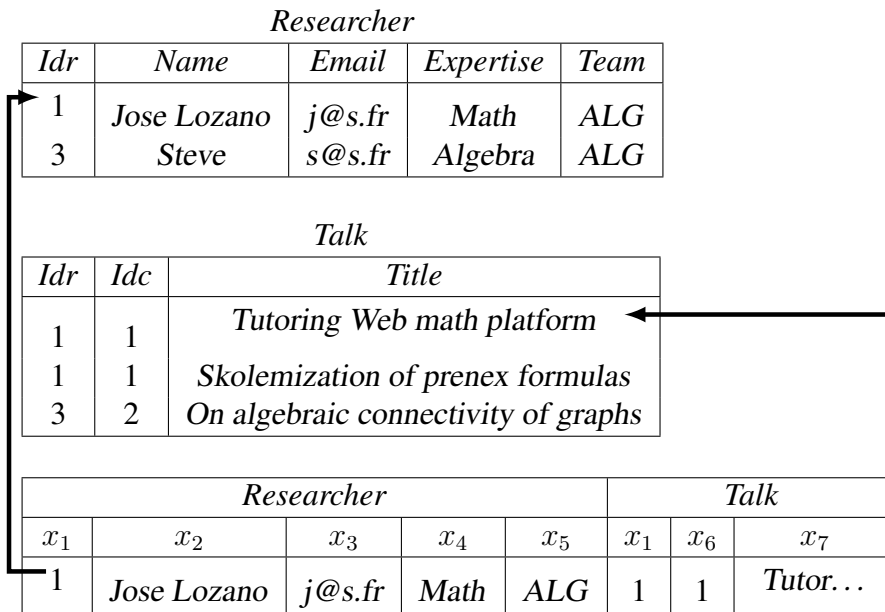 Researcher
Idr Name Email Expertise Team
1 Jose Lozano j@s.fr Math ALG
3 Steve s@s.fr Algebra ALG
Talk
Idr Idc Title
1 1 Tutoring Web math platform
1 1 Skolemization of prenex formulas
3 2 On algebraic connectivity of graphs
Researcher Talk
x₁ x₂ x₃ x₄ x₅ x₁ x₆ x₇
1 Jose Lozano j@s.fr Math ALG 1 1 Tutor...